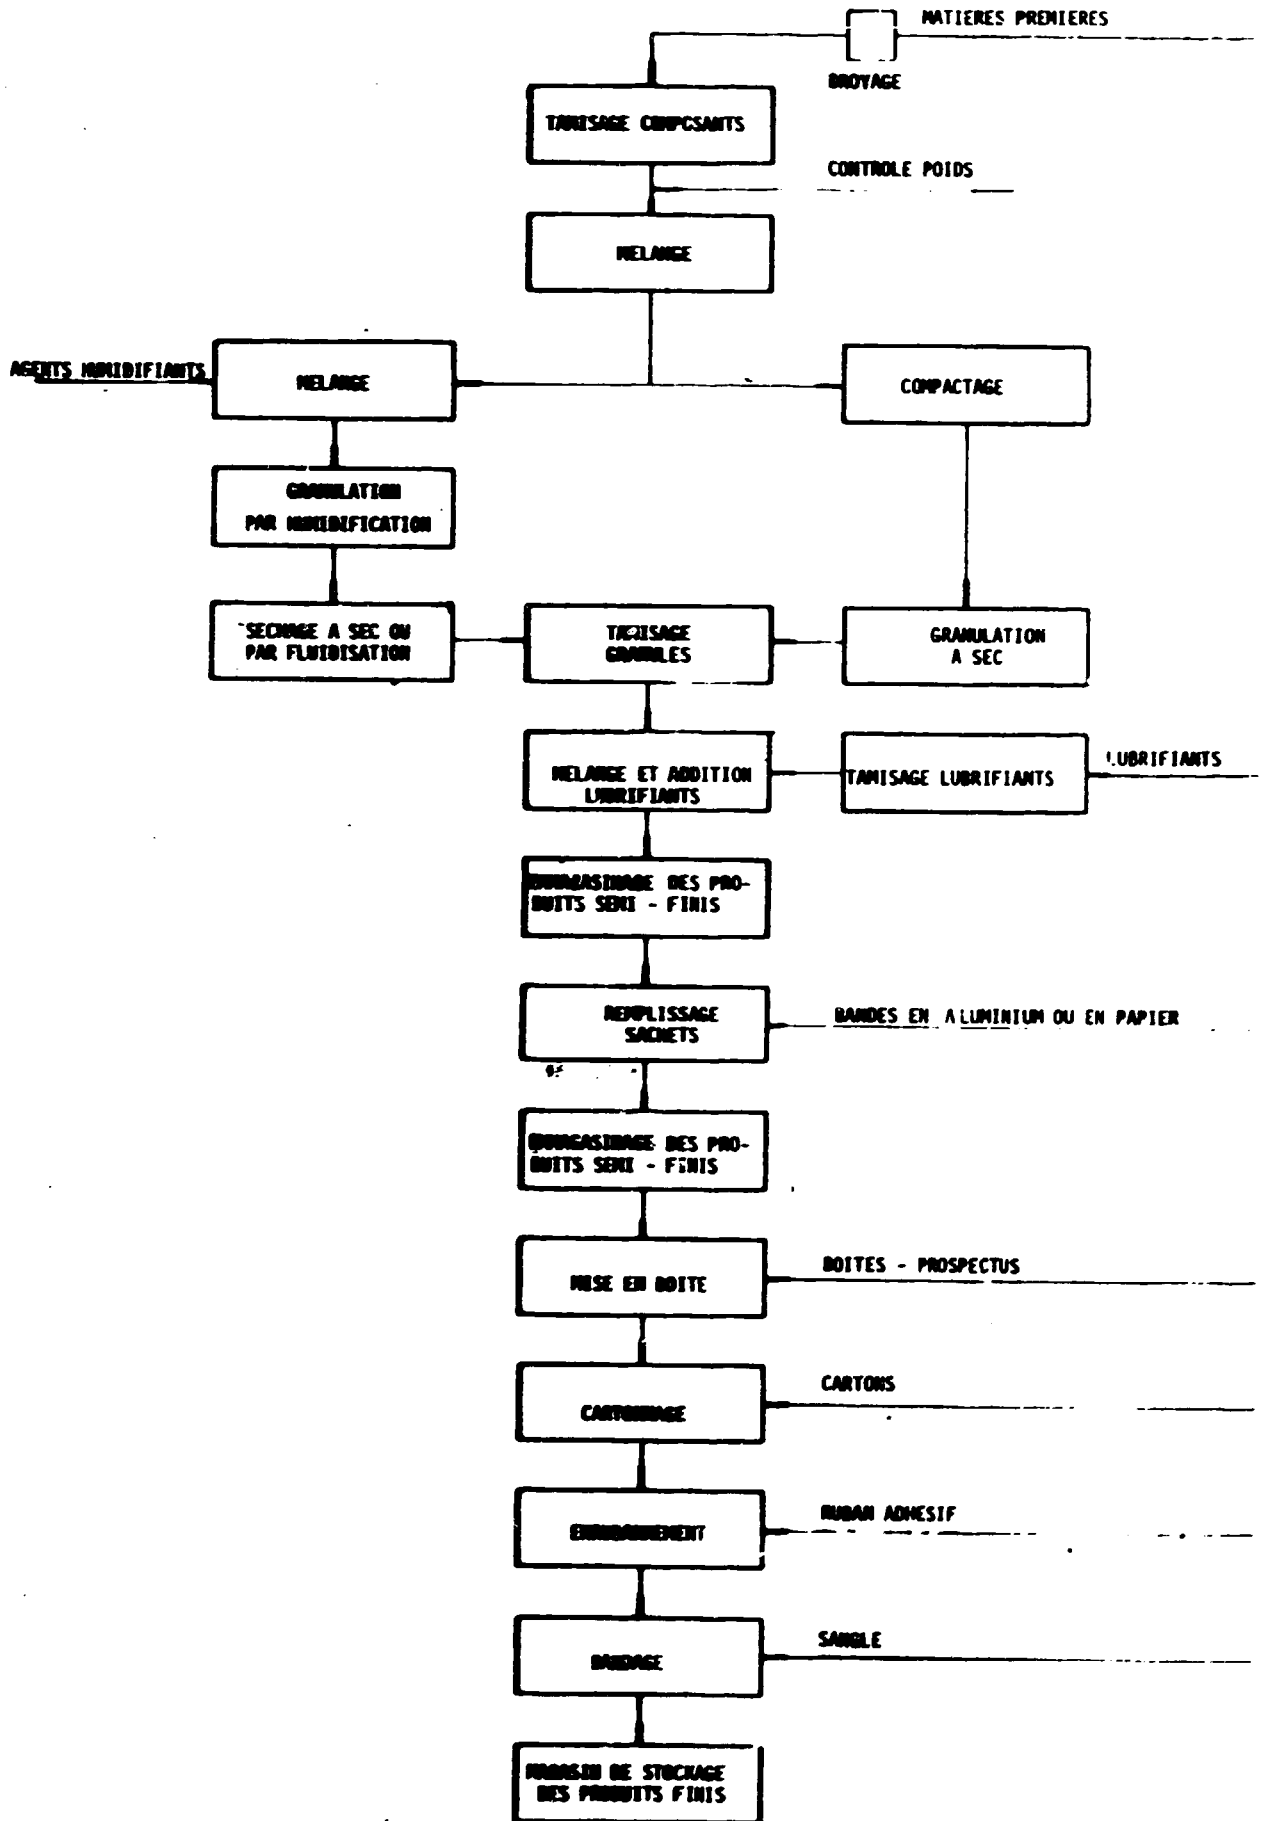 MATIERES PREMIERES
BROYAGE
TAMISAGE COMPOSANTS
CONTROLE POIDS
MELANGE
AGENTS HUMIDIFIANTS
MELANGE
COMPACTAGE
GRANULATION
PAR HUMIDIFICATION
SECHAGE A SEC OU
PAR FLUIDISATION
TAMISAGE
GRANULES
GRANULATION
A SEC
MELANGE ET ADDITION
LUBRIFIANTS
TAMISAGE LUBRIFIANTS
LUBRIFIANTS
EMMAGASINAGE DES PRO-
DUITS SEMI - FINIS
REMPLISSAGE
SACHETS
BANDES EN ALUMINIUM OU EN PAPIER
EMMAGASINAGE DES PRO-
DUITS SEMI - FINIS
MISE EN BOITE
BOITES - PROSPECTUS
CARTONNAGE
CARTONS
ENRUBANNEMENT
RUBAN ADHESIF
BANDAGE
SANGLE
MAGASIN DE STOCKAGE
DES PRODUITS FINIS